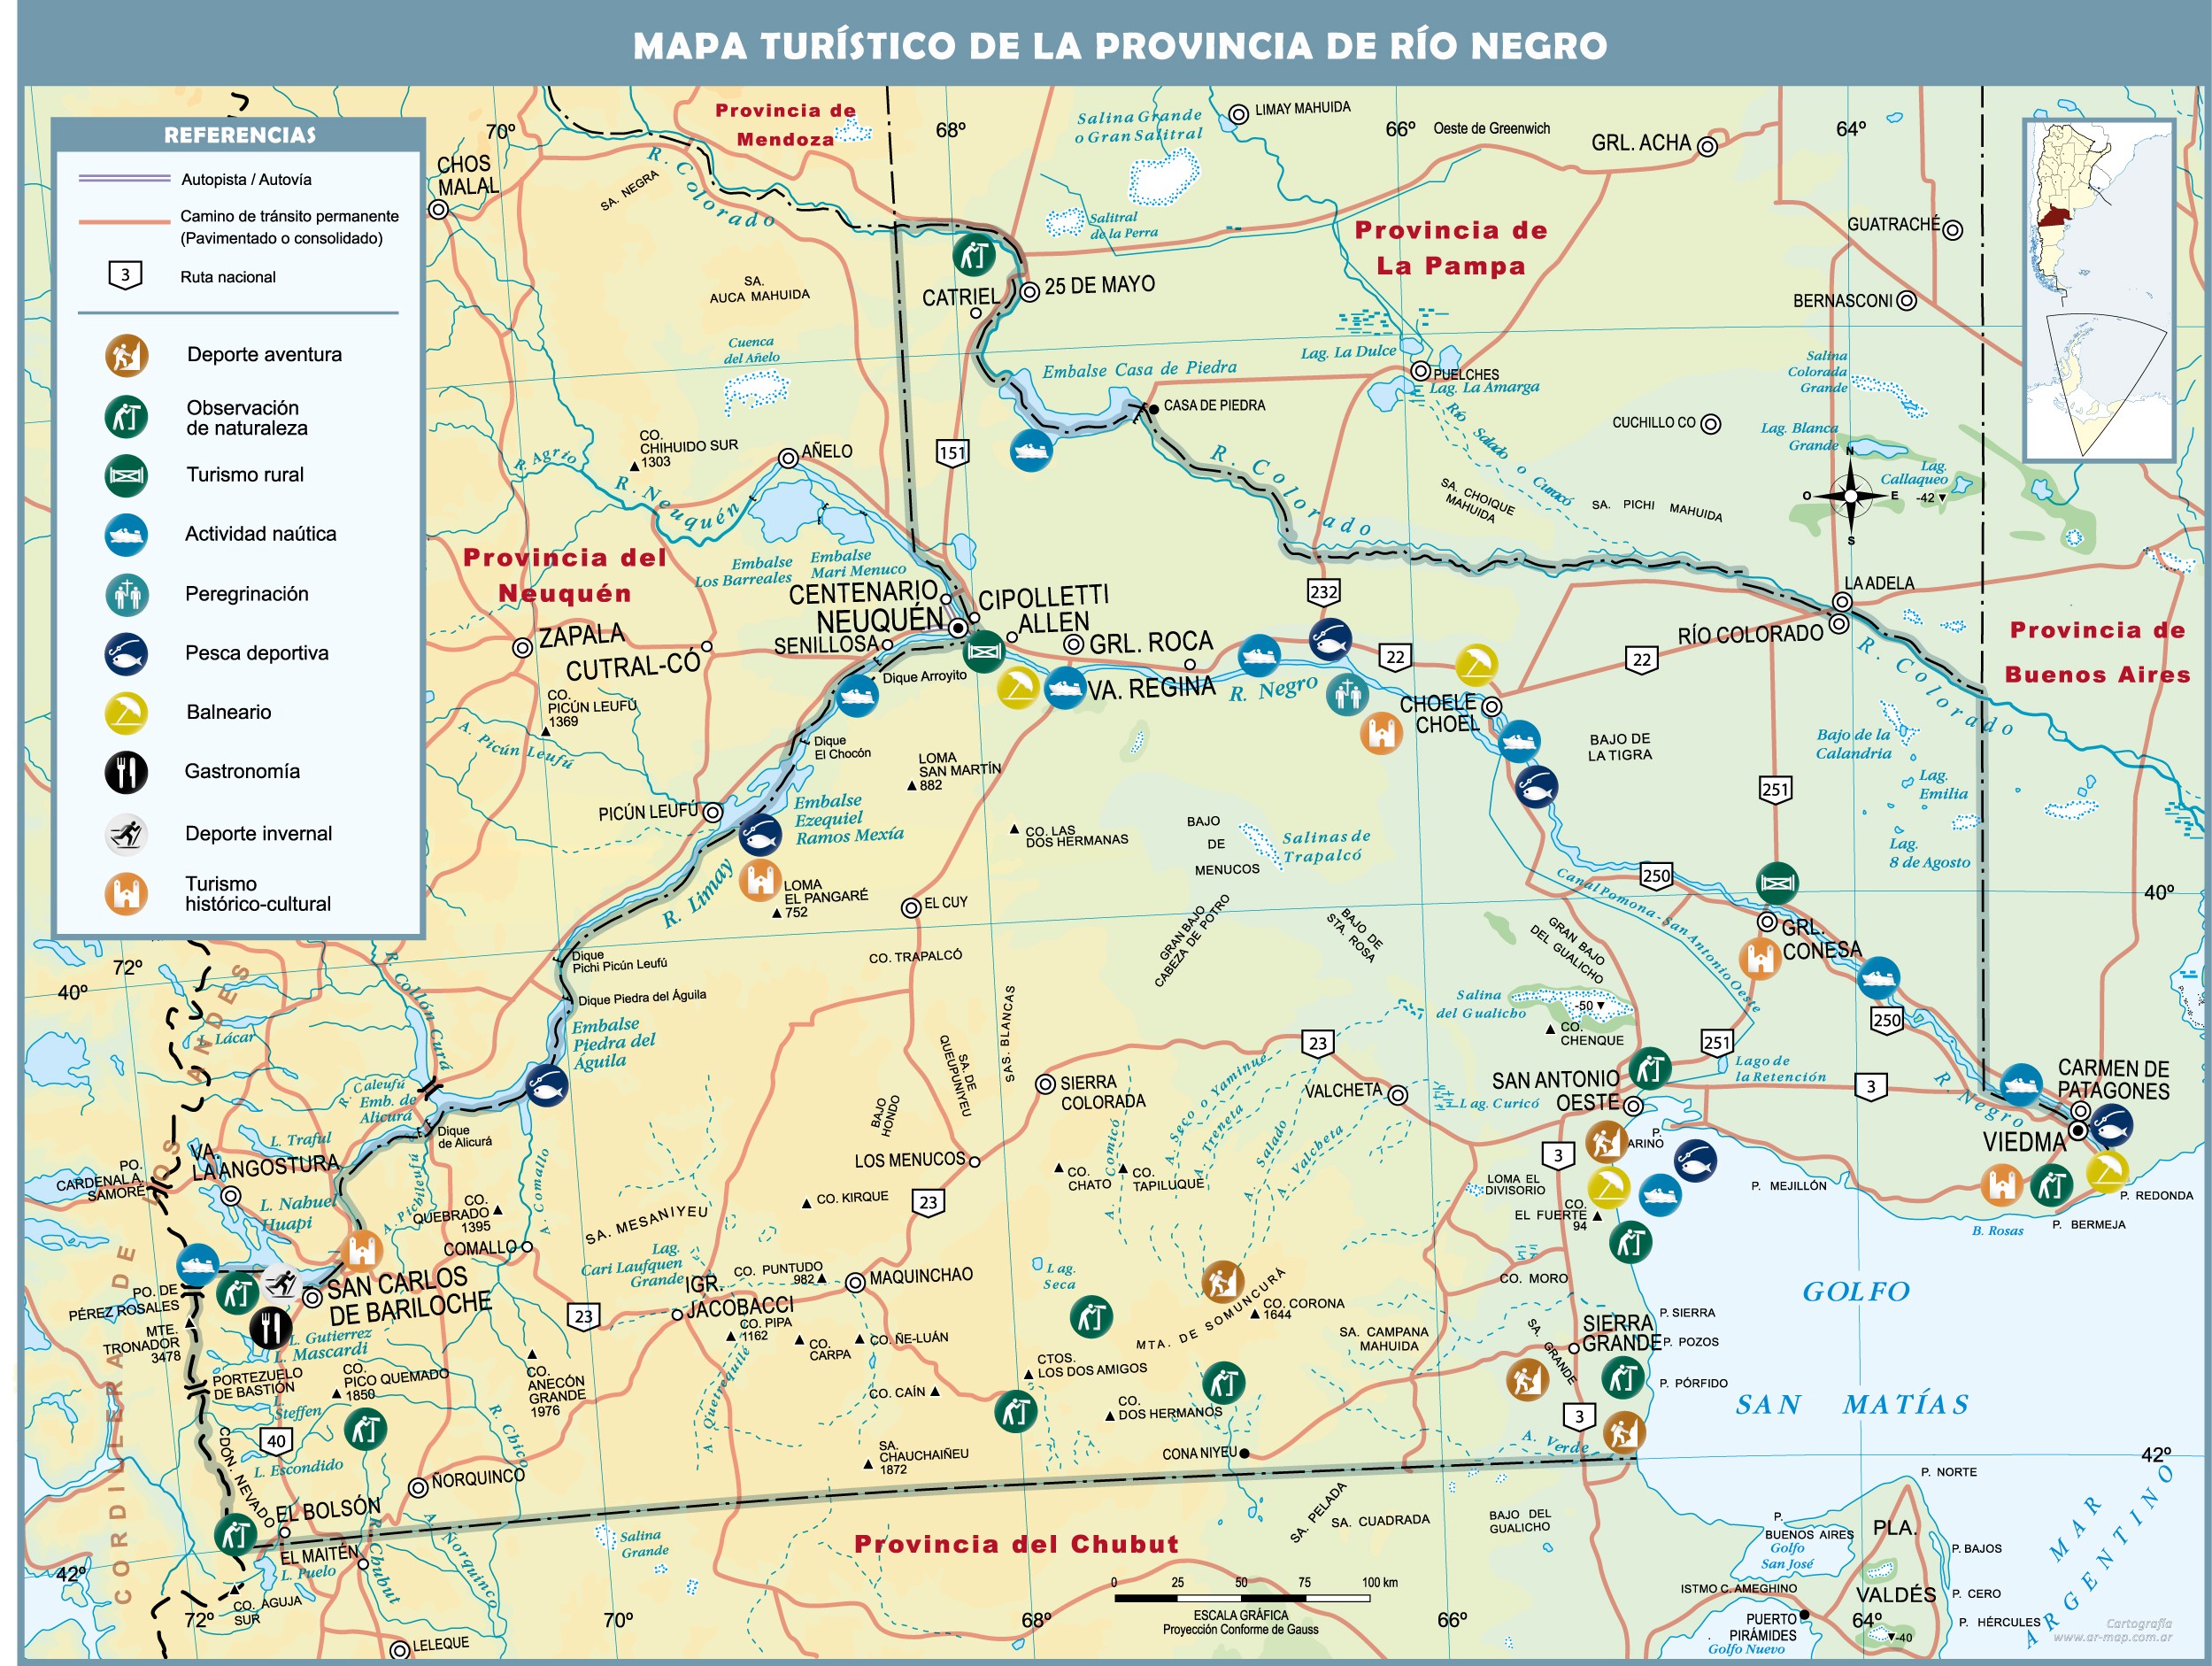 MAPA TURÍSTICO DE LA PROVINCIA DE RÍO NEGRO
REFERENCIAS
Autopista / Autovía
Camino de tránsito permanente
(Pavimentado o consolidado)
3
Ruta nacional
Deporte aventura
Observación
de naturaleza
Turismo rural
Actividad naútica
Peregrinación
Pesca deportiva
Balneario
Gastronomía
Deporte invernal
Turismo
histórico-cultural
70º
68º
66º
Oeste de Greenwich
64º
Provincia de
Mendoza
CHOS
MALAL
R. Colorado
SA. NEGRA
Salina Grande
o Gran Salitral
LIMAY MAHUIDA
GRL. ACHA
Salitral
de la Perra
Provincia de
La Pampa
GUATRACHÉ
BERNASCONI
SA.
AUCA MAHUIDA
CATRIEL
25 DE MAYO
Cuenca
del Añelo
Embalse Casa de Piedra
CASA DE PIEDRA
Lag. La Dulce
PUELCHES
Lag. La Amarga
Río Salado o Curacó
Salina
Colorada
Grande
CUCHILLO CO
Lag. Blanca
Grande
Lag.
Callaqueo
-42
N
O
E
S
CO.
CHIHUIDO SUR
1303
AÑELO
151
R. Agrio
R. Neuquén
R. Colorado
SA. CHOIQUE
MAHUIDA
SA. PICHI MAHUIDA
Provincia del
Neuquén
Embalse
Los Barreales
Embalse
Mari Menuco
CENTENARIO
NEUQUÉN
CIPOLLETTI
ALLEN
SENILLOSA
ZAPALA
CUTRAL-CÓ
GRL. ROCA
VA. REGINA
R. Negro
232
22
22
LA ADELA
RÍO COLORADO
R. Colorado
Provincia de
Buenos Aires
Dique Arroyito
CO.
PICÚN LEUFÚ
1369
A. Picún Leufú
Dique
El Chocón
LOMA
SAN MARTÍN
882
CHOELE
CHOEL
BAJO DE
LA TIGRA
Bajo de la
Calandria
Lag.
Emilia
Lag.
8 de Agosto
251
PICÚN LEUFÚ
Embalse
Ezequiel
Ramos Mexía
CO. LAS
DOS HERMANAS
BAJO
DE
MENUCOS
Salinas de
Trapalcó
R. Limay
LOMA
EL PANGARÉ
752
EL CUY
250
Canal Pomona-San Antonio Oeste
GRL.
CONESA
40º
GRAN BAJO
CABEZA DE POTRO
BAJO DE
STA. ROSA
GRAN BAJO
DEL GUALICHO
CO. TRAPALCÓ
Dique
Pichi Picún Leufú
Dique Piedra del Águila
Embalse
Piedra del
Águila
72º
40º
R. Collón Curá
L. Lácar
CORDILLERA DE LOS ANDES
R. Caleufú
Emb. de
Alicurá
Dique
de Alicurá
L. Traful
SA. DE
QUEUPUNIYEU
SAS. BLANCAS
BAJO
HONDO
SIERRA
COLORADA
23
VALCHETA
Salina
del Gualicho
-50
CO.
CHENQUE
251
250
Lago de
la Retención
3
R. Negro
SAN ANTONIO
OESTE
Lag. Curicó
CARMEN DE
PATAGONES
VIEDMA
VA.
LA ANGOSTURA
PO.
CARDENAL A.
SAMORÉ
L. Nahuel
Huapi
A. Pichileufú
A. Comallo
CO.
QUEBRADO
1395
COMALLO
LOS MENUCOS
CO. KIRQUE
23
CO.
CHATO
CO.
TAPILUQUE
A. Comicó
A. Seco o Yaminue
A. Treneta
A. Salado
A. Valcheta
P.
ARINO
3
LOMA EL
DIVISORIO
CO.
EL FUERTE
94
P. MEJILLÓN
P. REDONDA
P. BERMEJA
B. Rosas
SA. MESANIYEU
Lag.
Cari Laufquen
Grande
IGR.
JACOBACCI
CO. PUNTUDO
982
MAQUINCHAO
Lag.
Seca
23
SAN CARLOS
DE BARILOCHE
PO. DE
PÉREZ ROSALES
MTE.
TRONADOR
3478
L. Gutierrez
L. Mascardi
CO. PIPA
1162
CO.
CARPA
CO. ÑE-LUÁN
MTA. DE SOMUNCURÁ
CO. CORONA
1644
CO. MORO
SA. CAMPANA
MAHUIDA
SA. GRANDE
SIERRA
GRANDE
P. SIERRA
P. POZOS
P. PÓRFIDO
GOLFO
SAN MATÍAS
PORTEZUELO
DE BASTIÓN
CO.
PICO QUEMADO
1850
CO.
ANECÓN
GRANDE
1976
L.
Steffen
40
L. Escondido
CDÓN. NEVADO
R. Chico
A. Quetrequile
CO. CAÍN
CTOS.
LOS DOS AMIGOS
CO.
DOS HERMANOS
CONA NIYEU
SA.
CHAUCHAIÑEU
1872
3
A. Verde
42º
ÑORQUINCO
EL BOLSÓN
EL MAITÉN
L. Puelo
R. Chubut
A. Ñorquinco
CO. AGUJA
SUR
42º
72º
LELEQUE
Salina
Grande
Provincia del Chubut
SA. PELADA
SA. CUADRADA
BAJO DEL
GUALICHO
0 25 50 75 100 km
ESCALA GRÁFICA
Proyección Conforme de Gauss
70º
68º
66º
64º
P. NORTE
P.
BUENOS AIRES
Golfo
San José
PLA.
VALDÉS
P. BAJOS
P. CERO
P. HÉRCULES
ISTMO C. AMEGHINO
PUERTO
PIRÁMIDES
Golfo Nuevo
-40
MAR
ARGENTINO
Cartografía
www.ar-map.com.ar